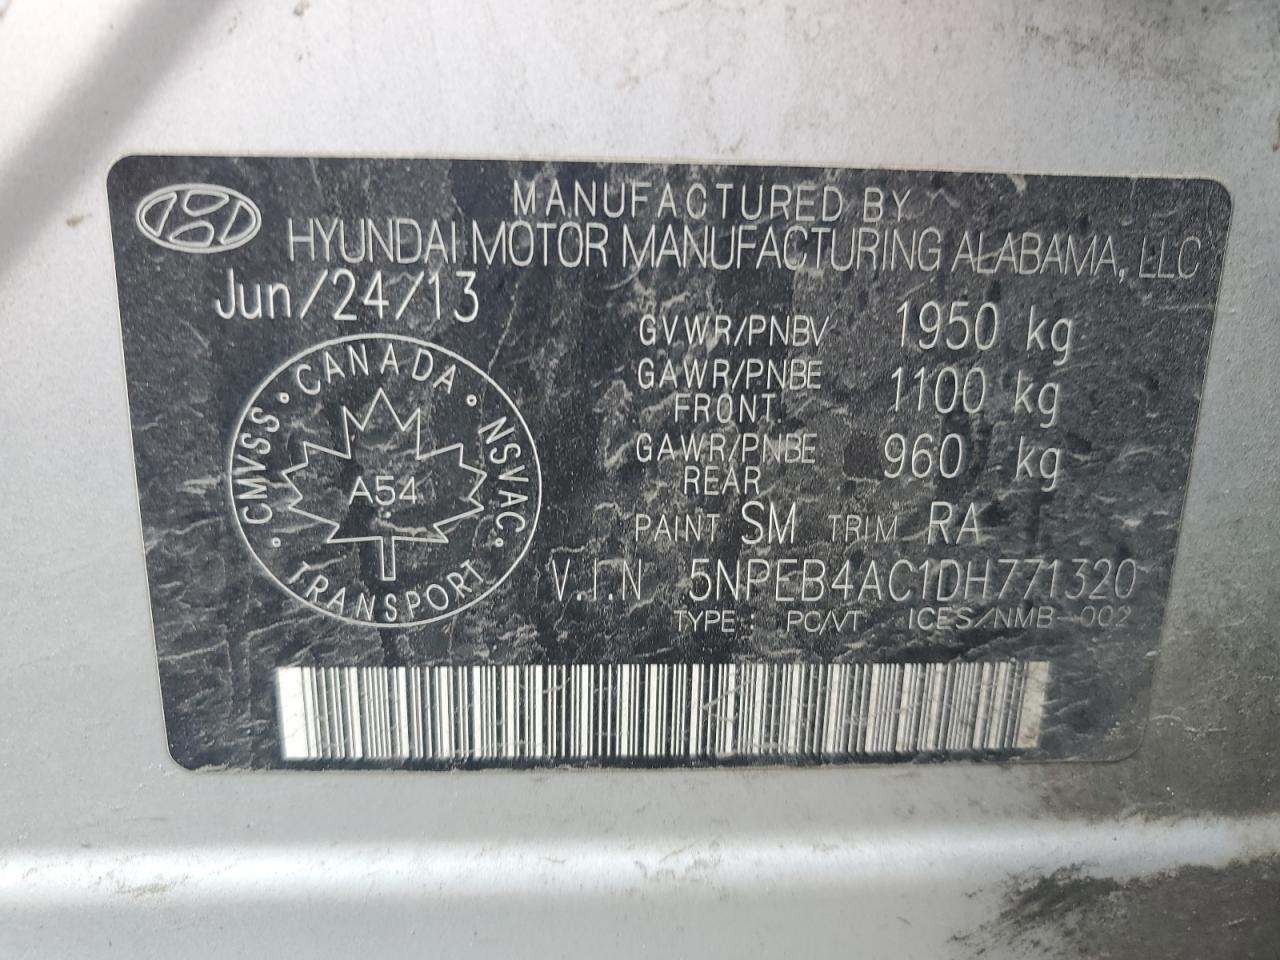 MANUFACTURED BY
HYUNDAI MOTOR MANUFACTURING ALABAMA, LLC
Jun/24/13
GVWR/PNBV 1950 kg
GAWR/PNBE FRONT 1100 kg
GAWR/PNBE REAR 960 kg
PAINT SM TRIM RA
V.I.N 5NPEB4AC1DH771320
TYPE: PC/VT ICES/NMB-002
· CMVSS · CANADA · NSVAC ·
A54
TRANSPORT